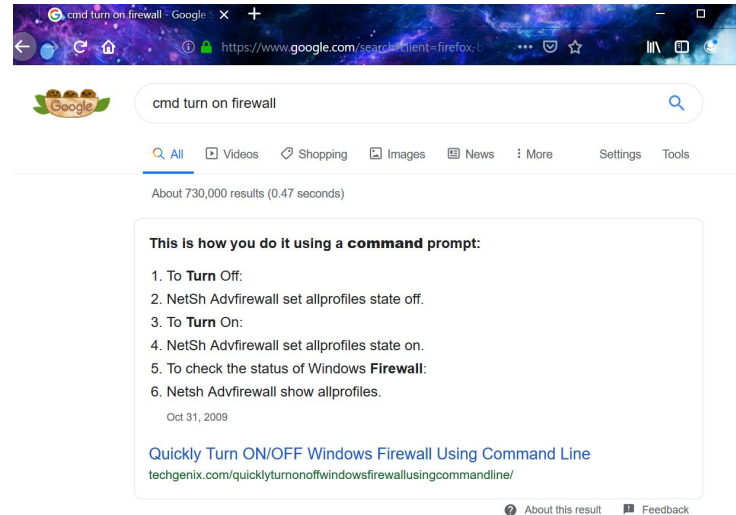 cmd turn on firewall - Google S
https://www.google.com/search?client=firefox-b
Google
cmd turn on firewall
All Videos Shopping Images News More Settings Tools
About 730,000 results (0.47 seconds)
This is how you do it using a command prompt:
1. To Turn Off:
2. NetSh Advfirewall set allprofiles state off.
3. To Turn On:
4. NetSh Advfirewall set allprofiles state on.
5. To check the status of Windows Firewall:
6. Netsh Advfirewall show allprofiles.
Oct 31, 2009
Quickly Turn ON/OFF Windows Firewall Using Command Line
techgenix.com/quicklyturnonoffwindowsfirewallusingcommandline/
About this result Feedback